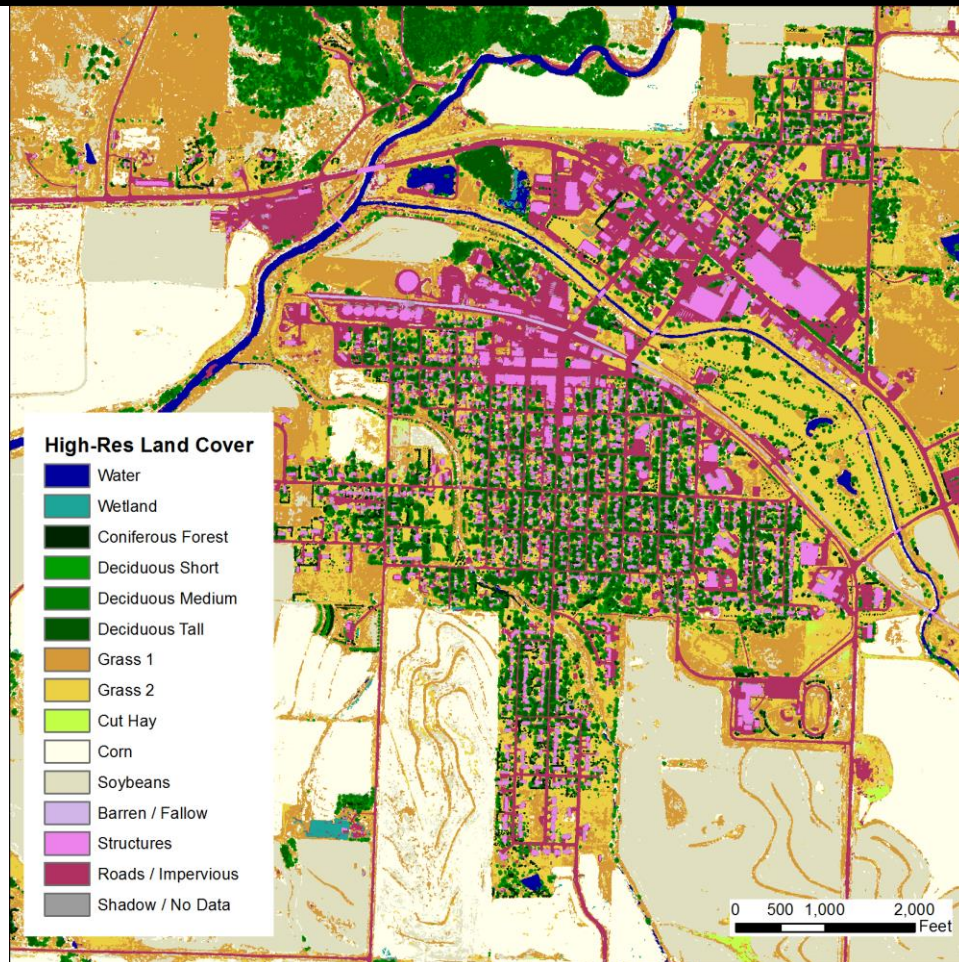 High-Res Land Cover
Water
Wetland
Coniferous Forest
Deciduous Short
Deciduous Medium
Deciduous Tall
Grass 1
Grass 2
Cut Hay
Corn
Soybeans
Barren / Fallow
Structures
Roads / Impervious
Shadow / No Data
0 500 1,000 2,000
Feet